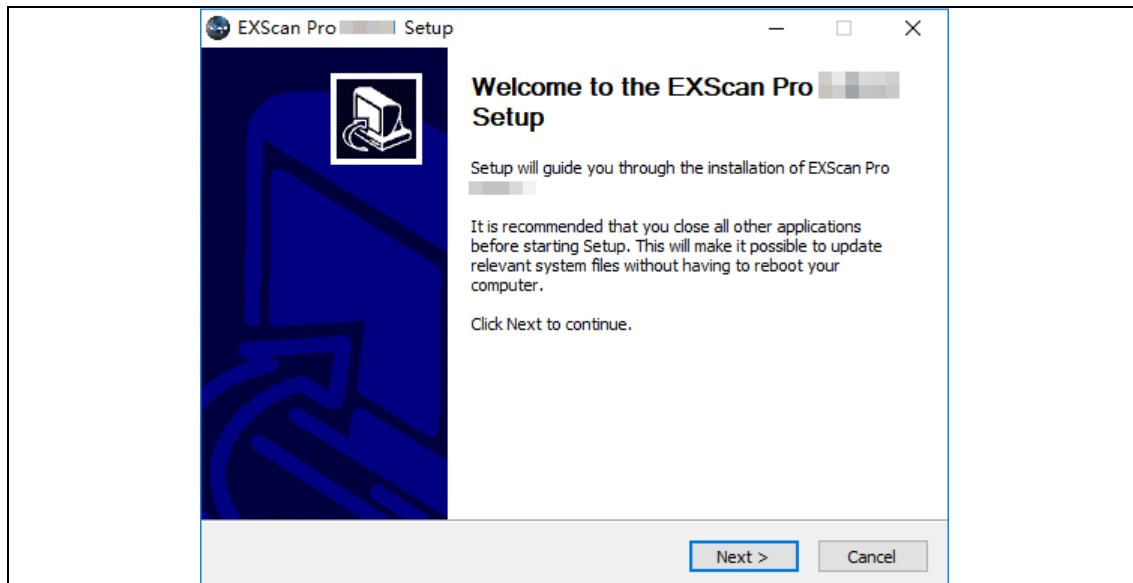 EXScan Pro Setup
Welcome to the EXScan Pro
Setup
Setup will guide you through the installation of EXScan Pro
It is recommended that you close all other applications
before starting Setup. This will make it possible to update
relevant system files without having to reboot your
computer.
Click Next to continue.
Next >
Cancel